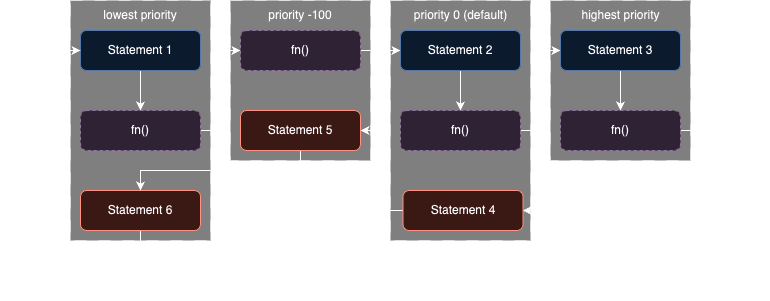 lowest priority
Statement 1
fn()
Statement 6
priority -100
fn()
Statement 5
priority 0 (default)
Statement 2
fn()
Statement 4
highest priority
Statement 3
fn()